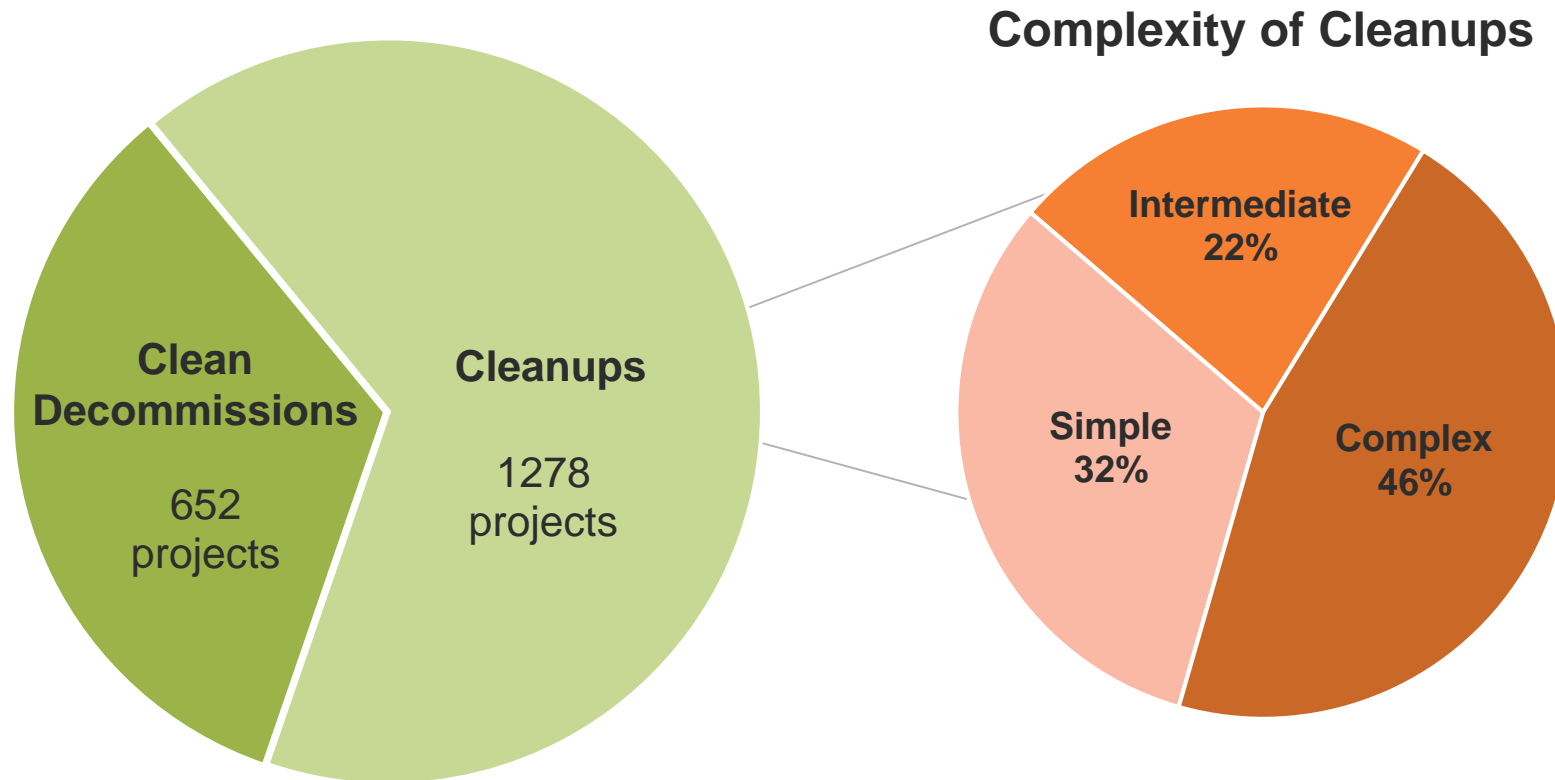 Complexity of Cleanups
Clean
Decommissions
652
projects
Cleanups
1278
projects
Intermediate
22%
Simple
32%
Complex
46%